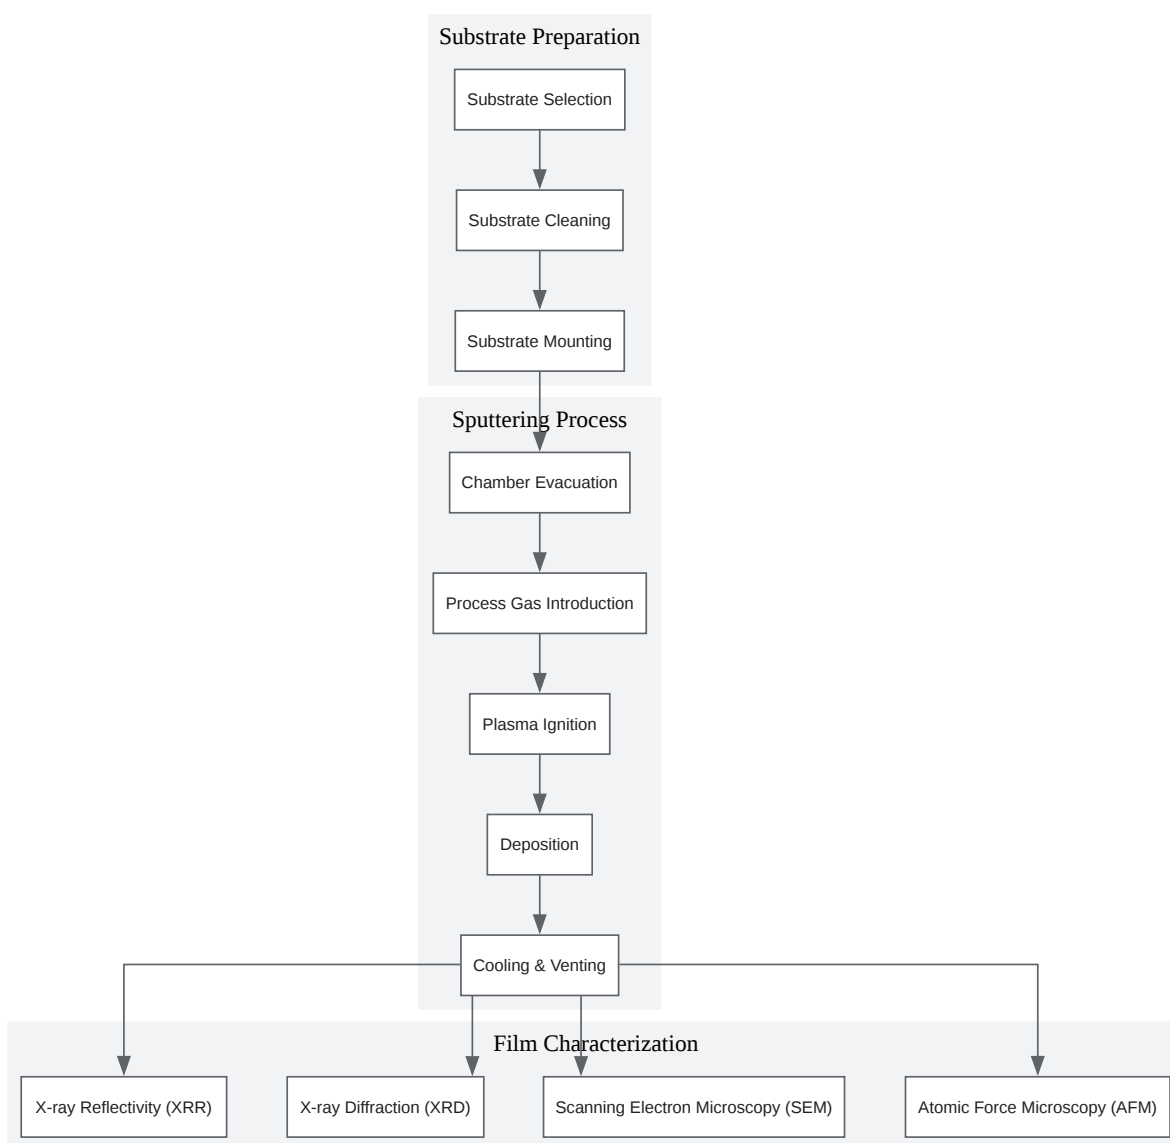 Substrate Preparation
Substrate Selection
Substrate Cleaning
Substrate Mounting
Sputtering Process
Chamber Evacuation
Process Gas Introduction
Plasma Ignition
Deposition
Cooling & Venting
Film Characterization
X-ray Reflectivity (XRR)
X-ray Diffraction (XRD)
Scanning Electron Microscopy (SEM)
Atomic Force Microscopy (AFM)